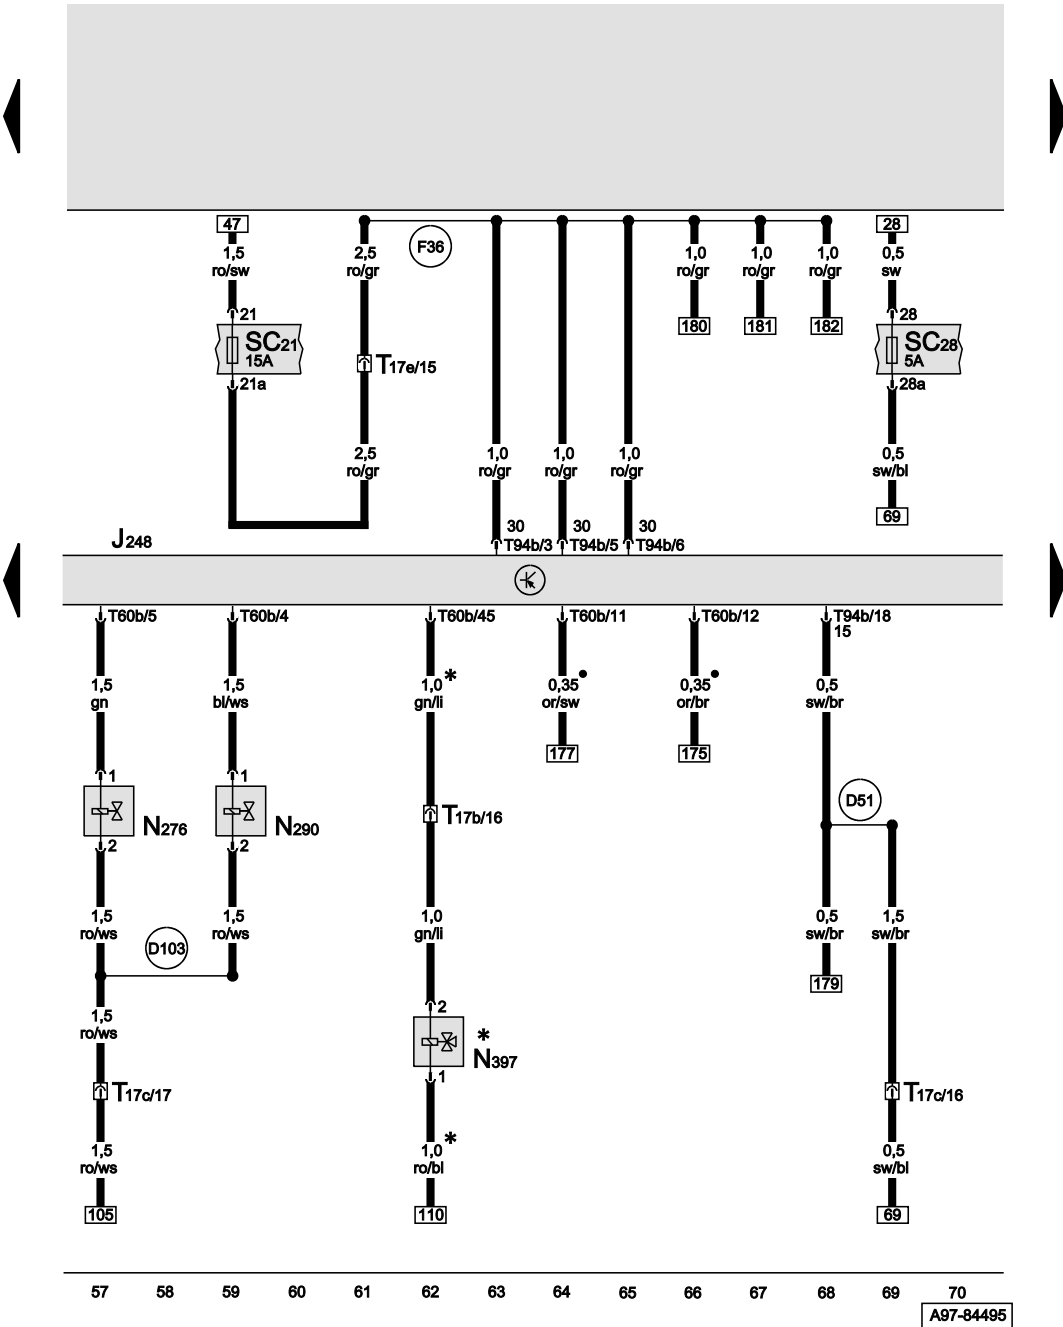 47 28
1,5 2,5 F36 1,0 1,0 1,0 0,5
ro/sw ro/gr ro/gr ro/gr ro/gr sw
21 28
180 181 182
SC21 SC28
15A T17e/15 5A
21a 28a
2,5 1,0 1,0 1,0 0,5
ro/gr ro/gr ro/gr ro/gr sw/bl
69
30 30 30
J248 T94b/3 T94b/5 T94b/6
T60b/5 T60b/4 T60b/45 T60b/11 T60b/12 T94b/18
15
1,5 1,5 1,0* 0,35● 0,35● 0,5
gn bl/ws gn/li or/sw or/br sw/br
177 175
1 1
D51
T17b/16
N276 N290
2 2
1,5 1,5 1,0 0,5 1,5
ro/ws ro/ws gn/li sw/br sw/br
D103
179
2
1,5
ro/ws
*
N397
1
T17c/17 T17c/16
1,5 1,0* 0,5
ro/ws ro/bl sw/bl
105 110 69
57 58 59 60 61 62 63 64 65 66 67 68 69 70
A97-84495